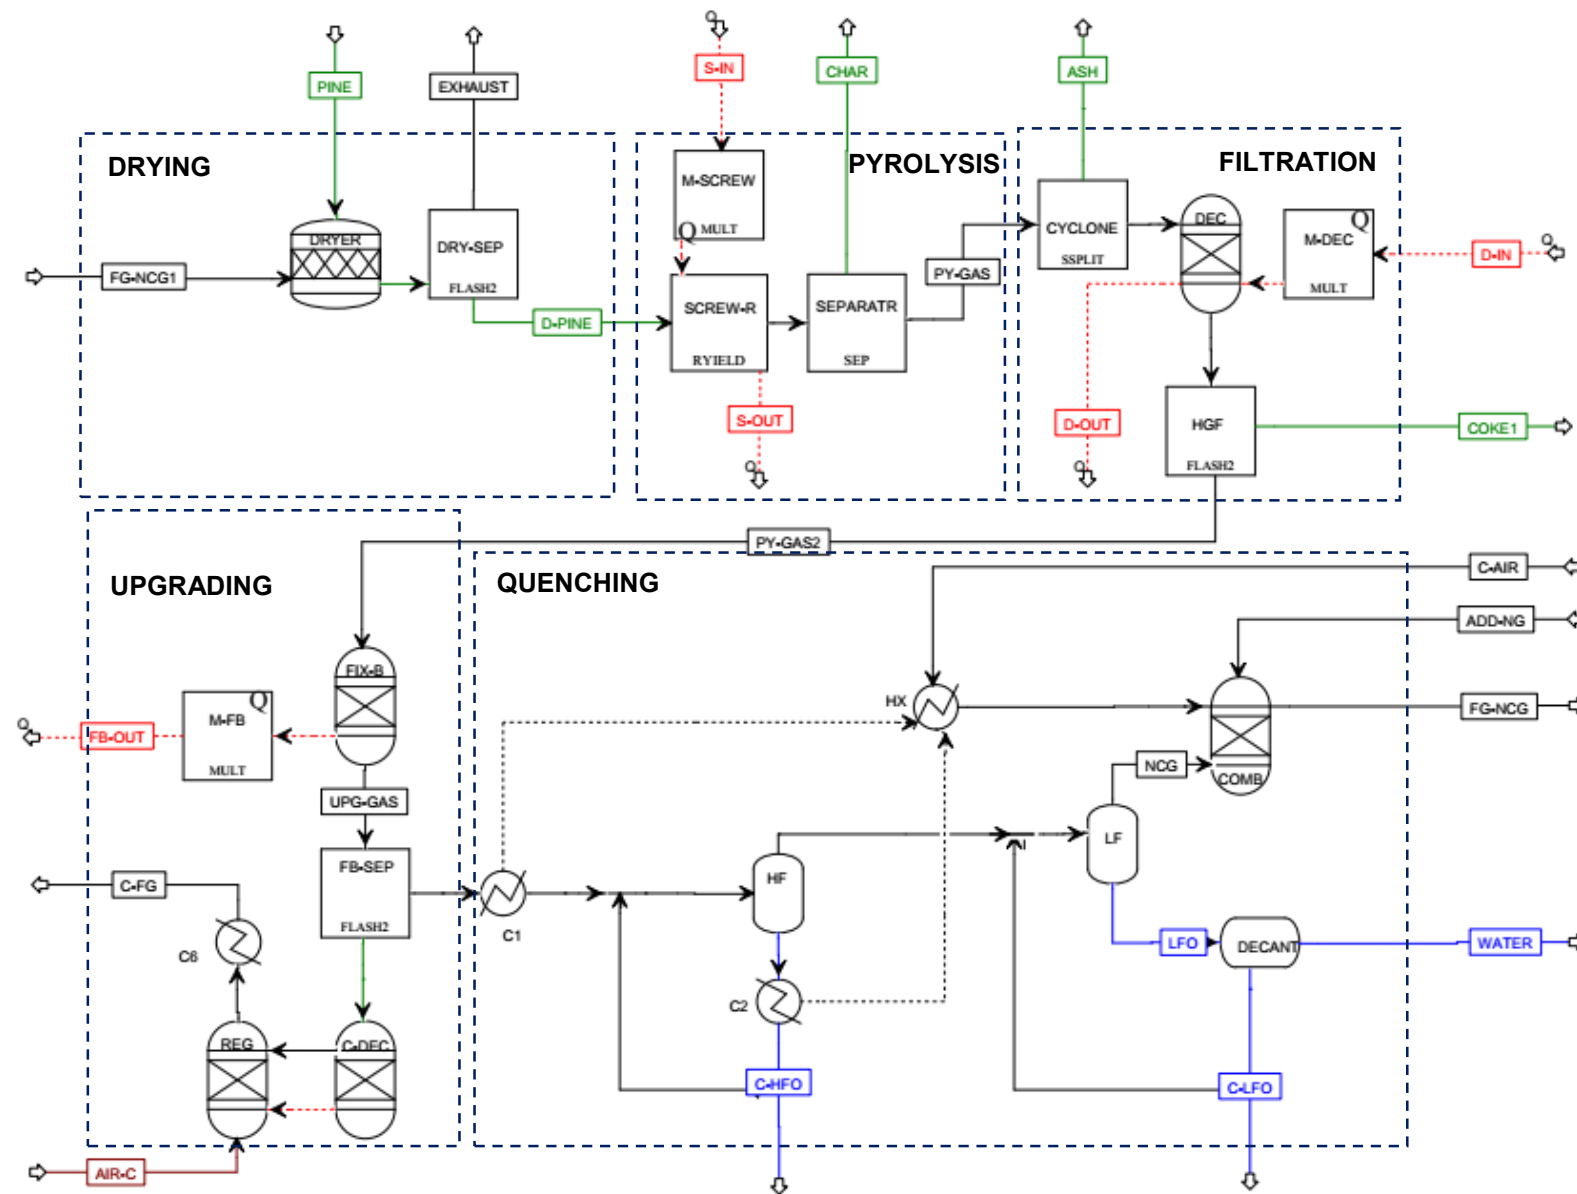 PINE
EXHAUST
Q
S-IN
CHAR
ASH
DRYING
PYROLYSIS
FILTRATION
M-SCREW
Q
MULT
DRYER
DRY-SEP
FLASH2
FG-NCG1
D-PINE
SCREW-R
RYIELD
SEPARATR
SEP
PY-GAS
CYCLONE
SSPLIT
DEC
Q
M-DEC
MULT
D-IN
Q
S-OUT
Q
D-OUT
Q
HGF
FLASH2
COKE1
PY-GAS2
UPGRADING
QUENCHING
C-AIR
ADD-NG
FIX-B
Q
M-FB
MULT
FB-OUT
Q
HX
FG-NCG
NCG
COMB
UPG-GAS
FB-SEP
FLASH2
C-FG
C6
C1
HF
LF
C2
LFO
DECANT
WATER
REG
C-DEC
C-HFO
C-LFO
AIR-C